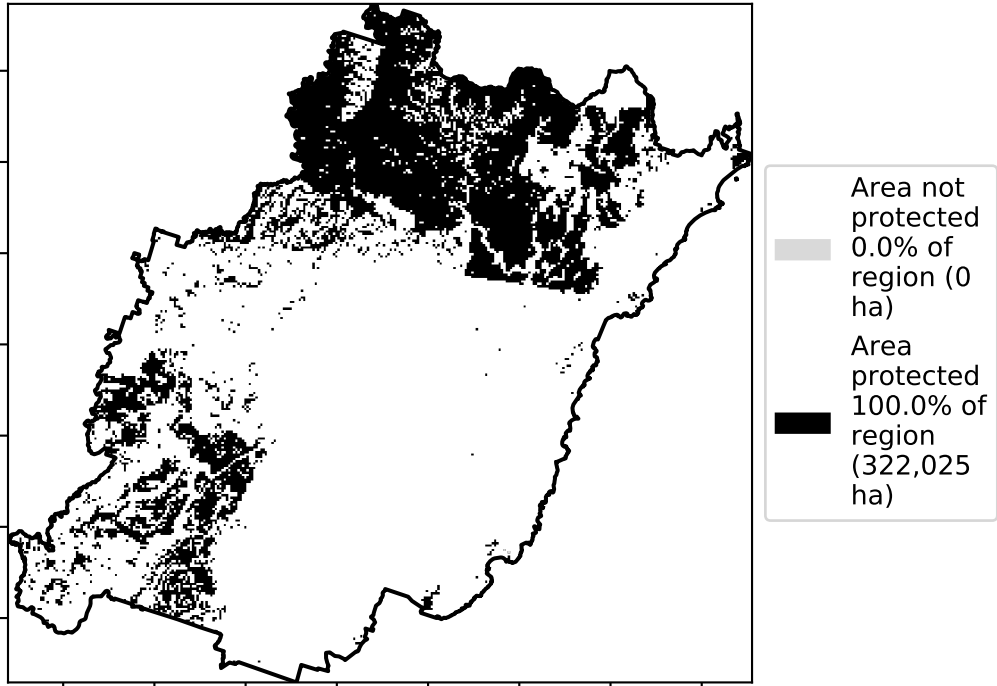 Area not
protected
0.0% of
region (0
ha)
Area
protected
100.0% of
region
(322,025
ha)